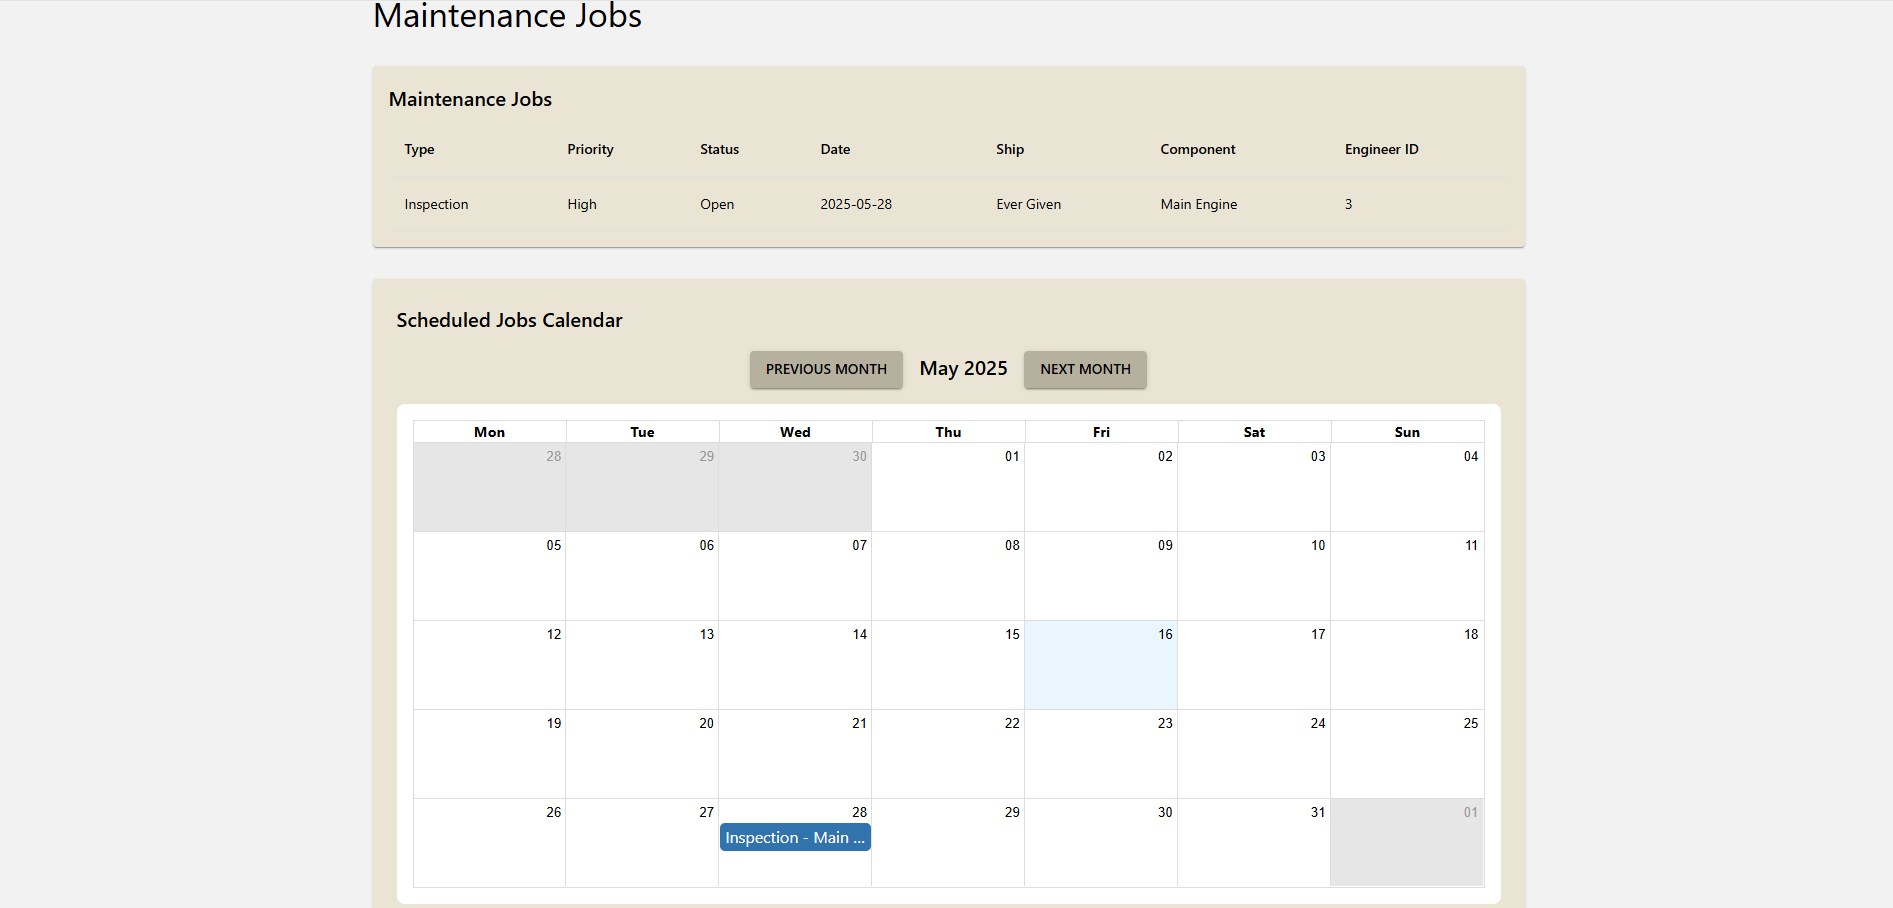 Maintenance Jobs
Maintenance Jobs
Type Priority Status Date Ship Component Engineer ID
Inspection High Open 2025-05-28 Ever Given Main Engine 3
Scheduled Jobs Calendar
PREVIOUS MONTH May 2025 NEXT MONTH
Mon Tue Wed Thu Fri Sat Sun
28 29 30 01 02 03 04
05 06 07 08 09 10 11
12 13 14 15 16 17 18
19 20 21 22 23 24 25
26 27 28 29 30 31 01
Inspection - Main ...